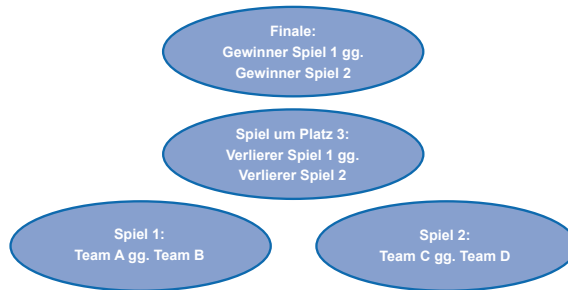 Finale:
Gewinner Spiel 1 gg.
Gewinner Spiel 2
Spiel um Platz 3:
Verlierer Spiel 1 gg.
Verlierer Spiel 2
Spiel 1:
Team A gg. Team B
Spiel 2:
Team C gg. Team D